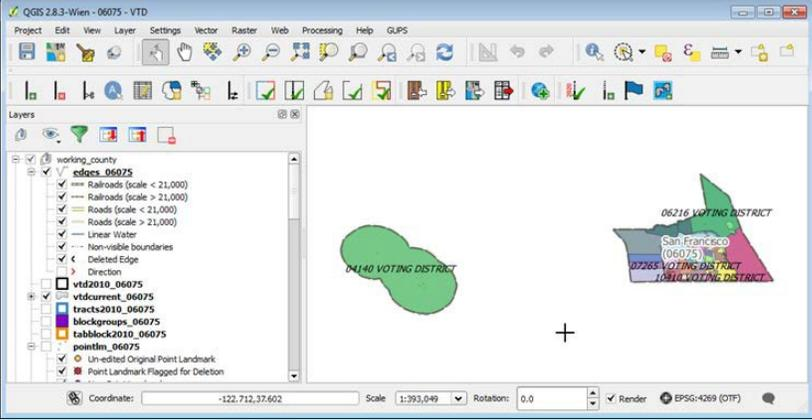 QGIS 2.8.3-Wien - 06075 - VTD
Project Edit View Layer Settings Vector Raster Web Processing Help GUPS
Layers
working_county
edges_06075
Railroads (scale < 21,000)
Railroads (scale > 21,000)
Roads (scale < 21,000)
Roads (scale > 21,000)
Linear Water
Non-visible boundaries
Deleted Edge
Direction
vtd2010_06075
vtdcurrent_06075
tracts2010_06075
blockgroups_06075
tabblock2010_06075
pointlm_06075
Un-edited Original Point Landmark
Point Landmark Flagged for Deletion
04140 VOTING DISTRICT
06216 VOTING DISTRICT
San Francisco
(06075)
07265 VOTING DISTRICT
10410 VOTING DISTRICT
Coordinate: -122.712,37.602 Scale 1:393,049 Rotation: 0.0 Render EPSG:4269 (OTF)